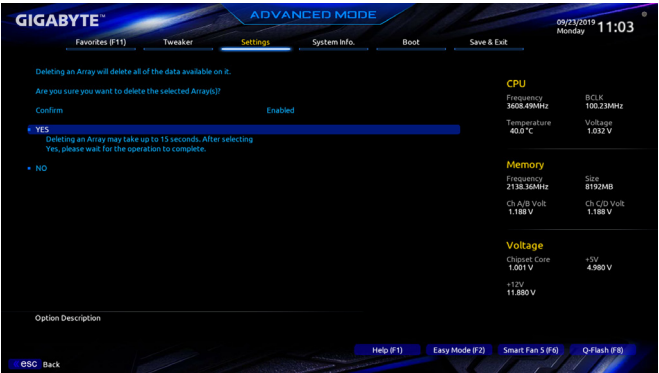 GIGABYTE™
ADVANCED MODE
09/23/2019 Monday 11:03
Favorites (F11) Tweaker Settings System Info. Boot Save & Exit
Deleting an Array will delete all of the data available on it.
Are you sure you want to delete the selected Array(s)?
Confirm Enabled
YES
Deleting an Array may take up to 15 seconds. After selecting
Yes, please wait for the operation to complete.
NO
CPU
Frequency BCLK
3608.49MHz 100.23MHz
Temperature Voltage
40.0 °C 1.032 V
Memory
Frequency Size
2138.36MHz 8192MB
Ch A/B Volt Ch C/D Volt
1.188 V 1.188 V
Voltage
Chipset Core +5V
1.001 V 4.980 V
+12V
11.880 V
Option Description
Help (F1) Easy Mode (F2) Smart Fan 5 (F6) Q-Flash (F8)
esc Back